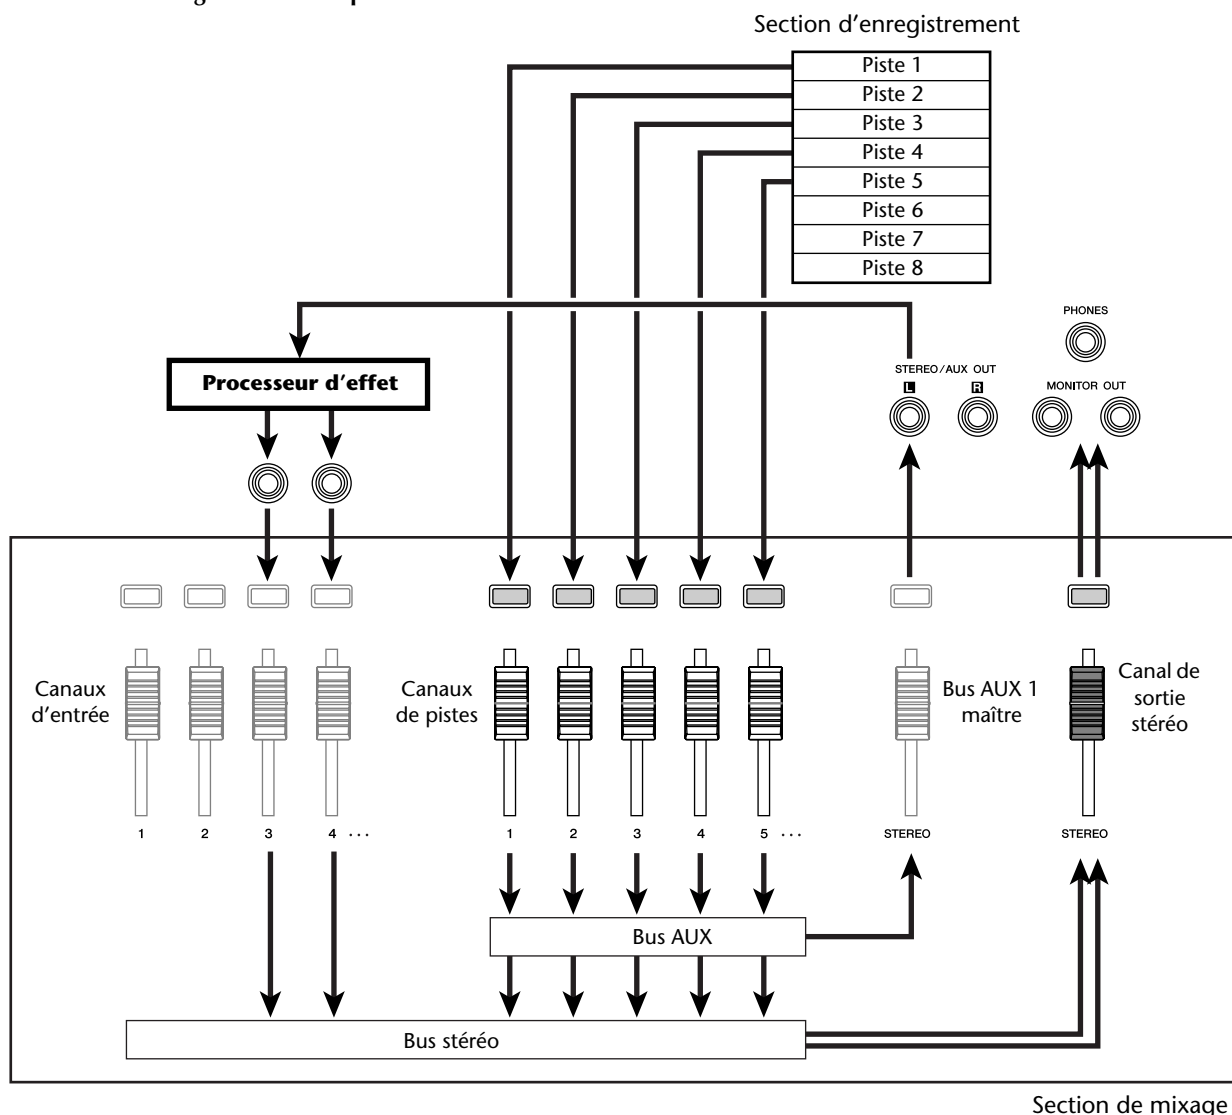 Section d'enregistrement
Piste 1
Piste 2
Piste 3
Piste 4
Piste 5
Piste 6
Piste 7
Piste 8
PHONES
STEREO/AUX OUT
L R
MONITOR OUT
Processeur d'effet
Canaux
d'entrée
Canaux
de pistes
Bus AUX 1
maître
Canal de
sortie
stéréo
1 2 3 4 ...
1 2 3 4 5 ...
STEREO
STEREO
Bus AUX
Bus stéréo
Section de mixage